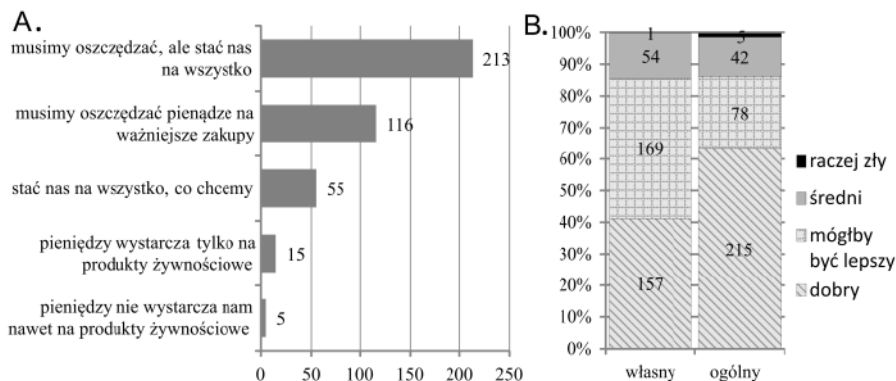 A.
musimy oszczędzać, ale stać nas
na wszystko
213
musimy oszczędzać pieniądze na
ważniejsze zakupy
116
stać nas na wszystko, co chcemy
55
pieniędzy wystarcza tylko na
produkty żywnościowe
15
pieniędzy nie wystarcza nam
nawet na produkty żywnościowe
5
0 50 100 150 200 250
B.
100%
90%
80%
70%
60%
50%
40%
30%
20%
10%
0%
1
54
169
157
5
42
78
215
własny ogólny
raczej zły
średni
mógłby
być lepszy
dobry